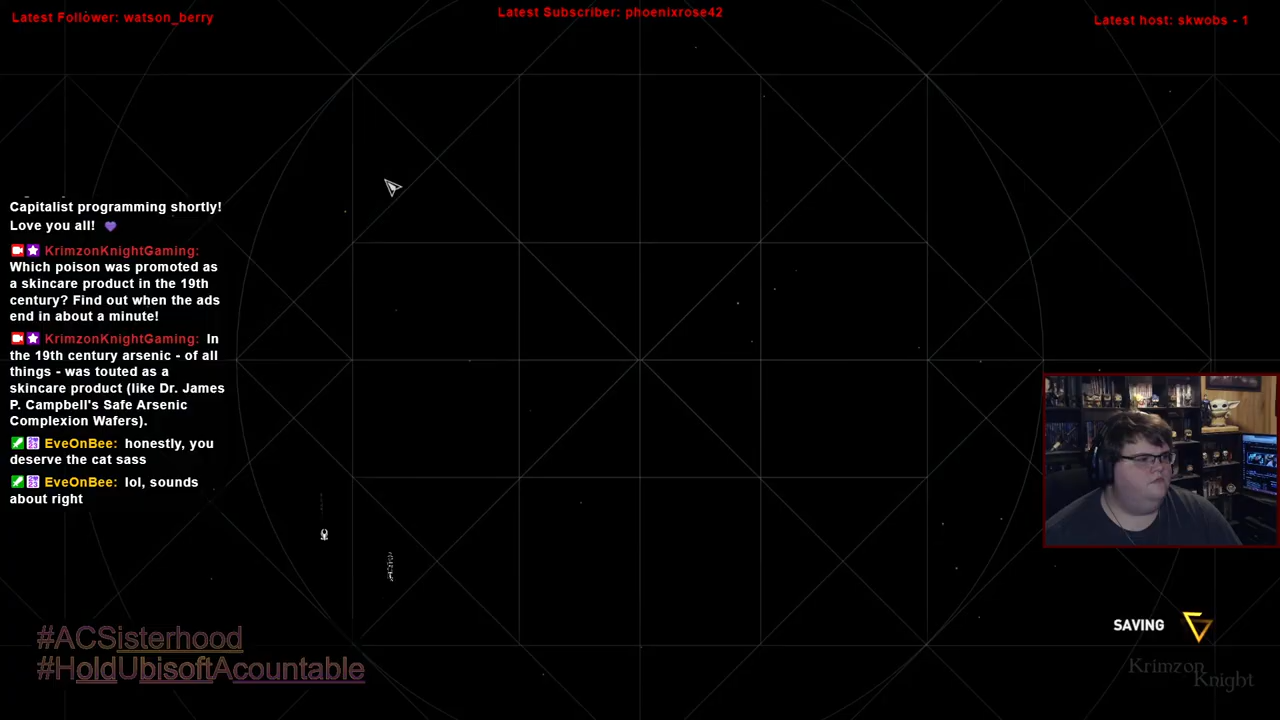 Latest Follower: watson_berry
Latest Subscriber: phoenixrose42
Latest host: skwobs - 1
Capitalist programming shortly!
Love you all!
KrimzonKnightGaming:
Which poison was promoted as
a skincare product in the 19th
century? Find out when the ads
end in about a minute!
KrimzonKnightGaming: In
the 19th century arsenic - of all
things - was touted as a
skincare product (like Dr. James
P. Campbell's Safe Arsenic
Complexion Wafers).
EveOnBee: honestly, you
deserve the cat sass
EveOnBee: lol, sounds
about right
#ACSisterhood
#HoldUbisoftAcountable
SAVING
Krimzon
Knight